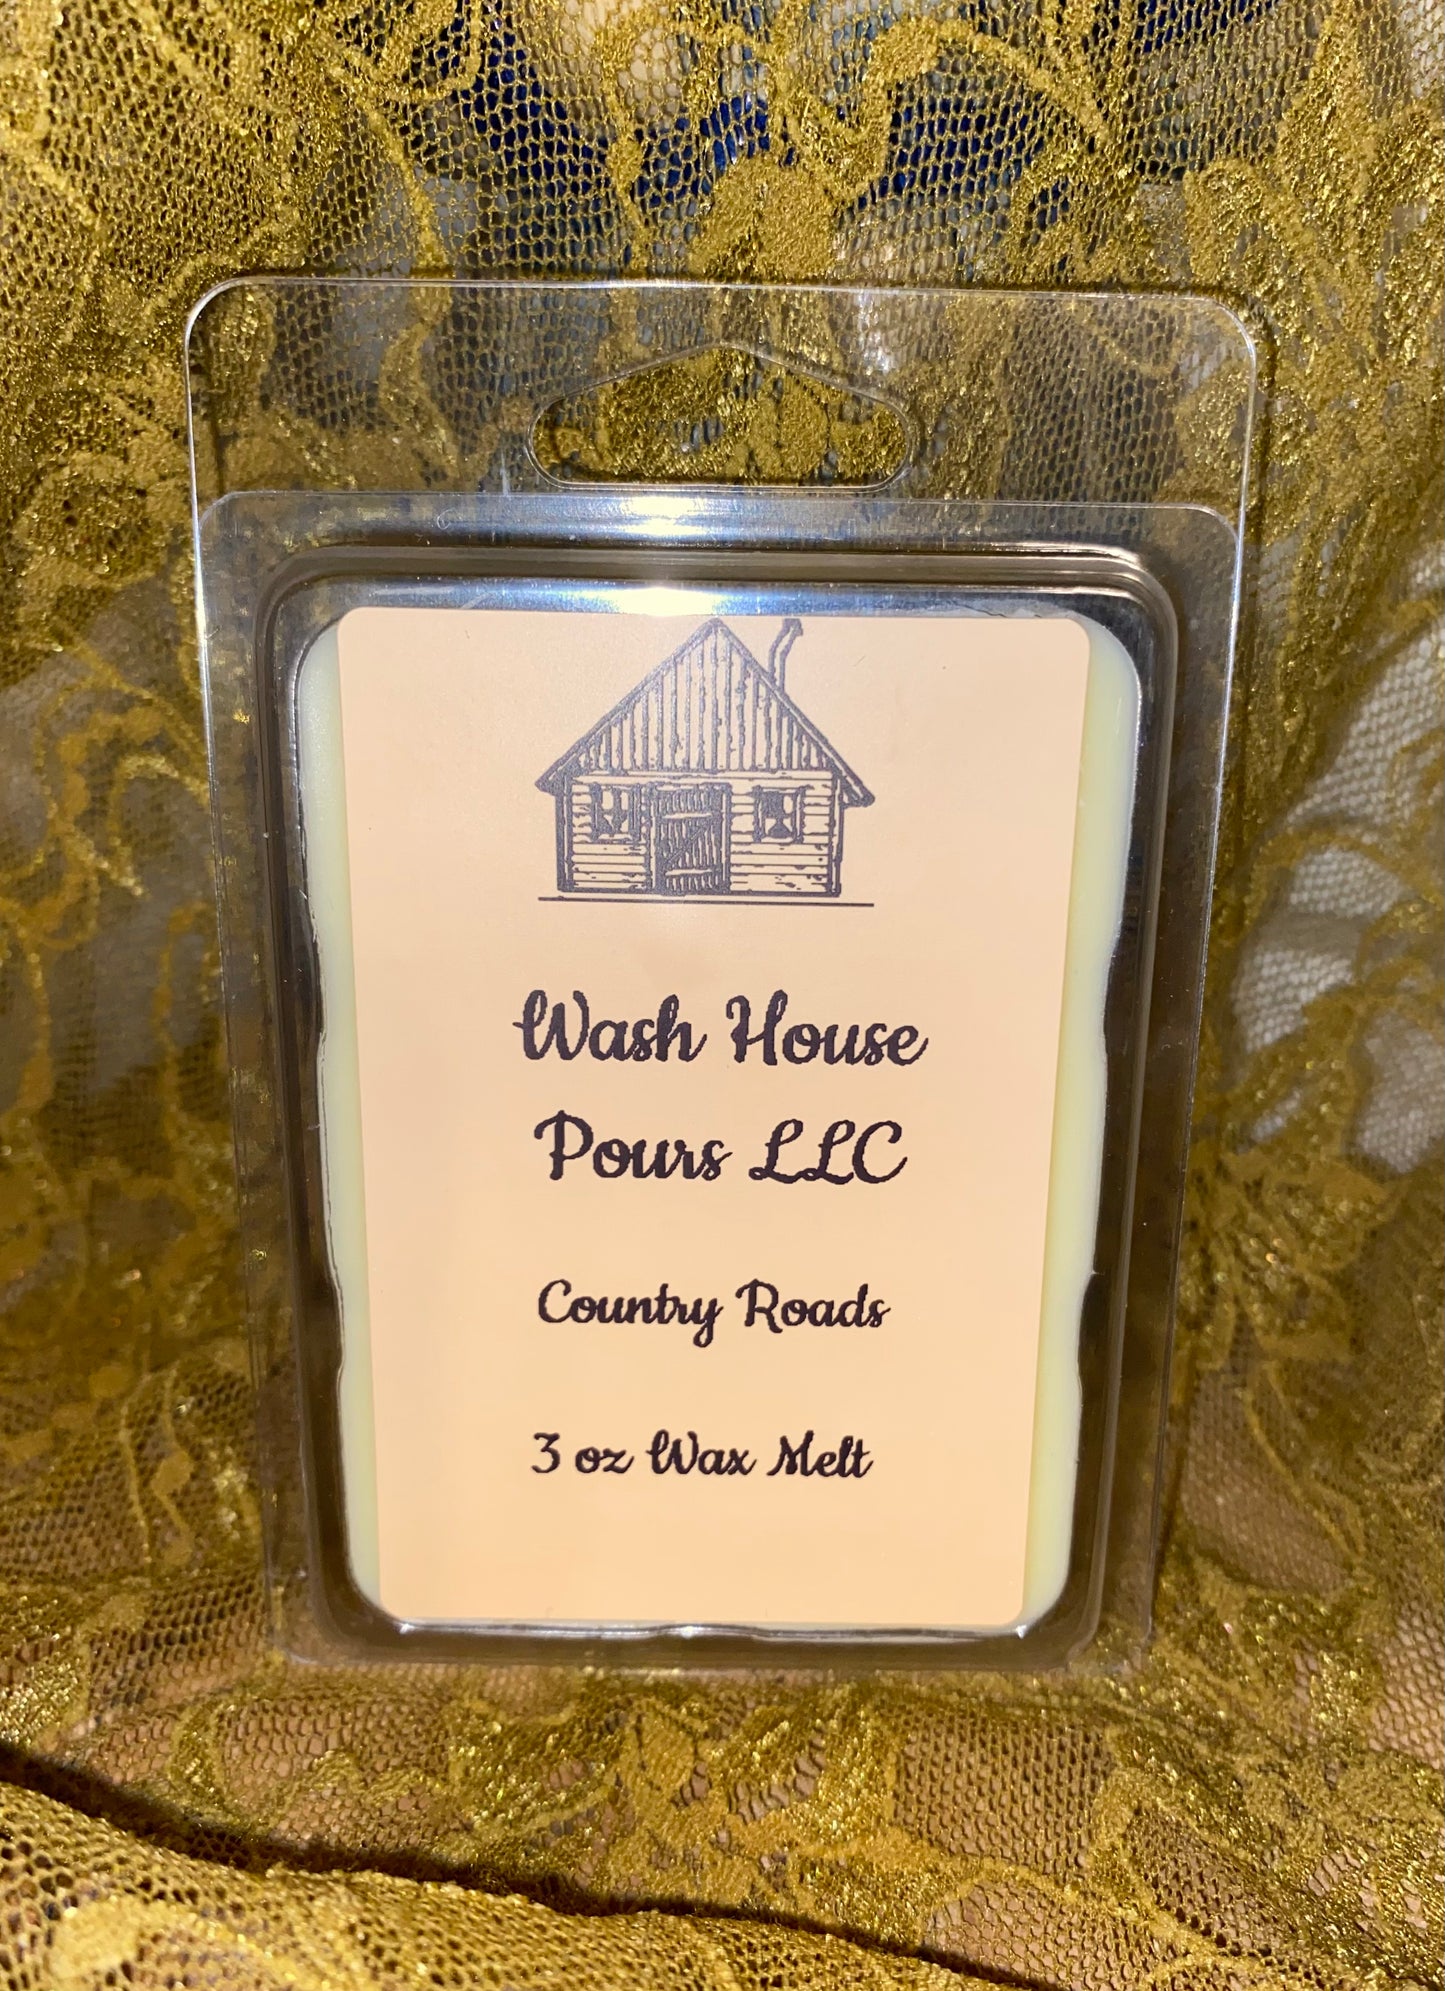 Wash House
Pours LLC
Country Roads
3 oz Wax Melt